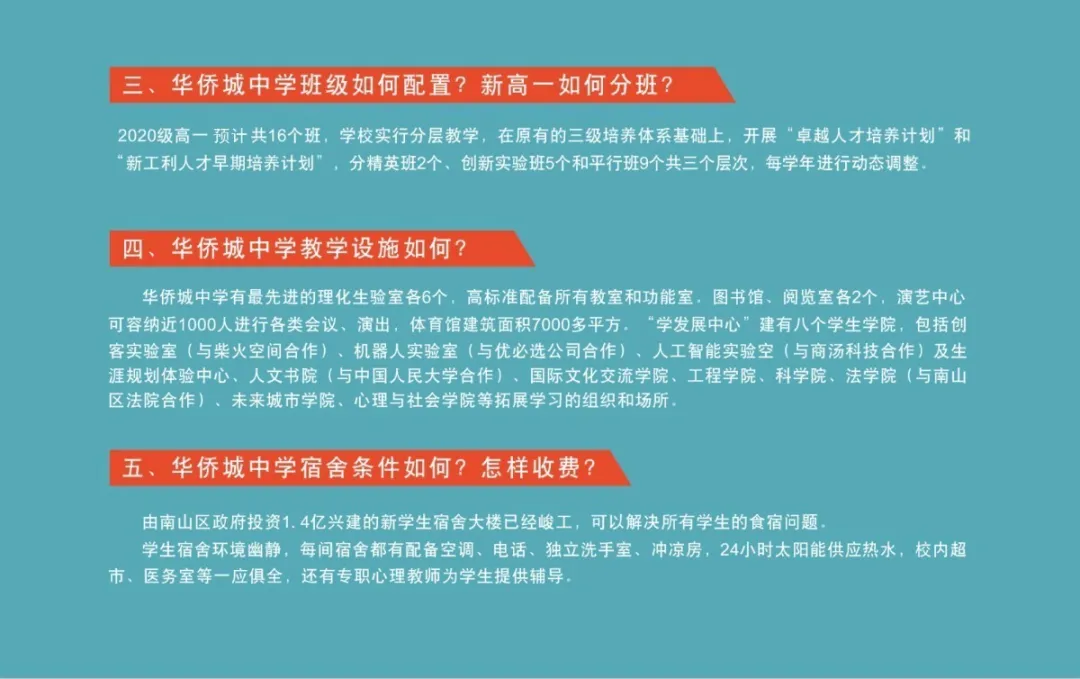 三、华侨城中学班级如何配置？新高一如何分班？
2020级高一 预计共16个班，学校实行分层教学，在原有的三级培养体系基础上，开展“卓越人才培养计划”和
“新工利人才早期培养计划”，分精英班2个、创新实验班5个和平行班9个共三个层次，每学年进行动态调整。
四、华侨城中学教学设施如何？
华侨城中学有最先进的理化生验室各6个，高标准配备所有教室和功能室．图书馆、阅览室各2个，演艺中心
可容纳近1000人进行各类会议、演出，体育馆建筑面积7000多平方．“学发展中心”建有八个学生学院，包括创
客实验室（与柴火空间合作）、机器人实验室（与优必选公司合作）、人工智能实验空（与商汤科技合作）及生
涯规划体验中心、人文书院（与中国人民大学合作）、国际文化交流学院、工程学院、科学院、法学院（与南山
区法院合作）、未来城市学院、心理与社会学院等拓展学习的组织和场所。
五、华侨城中学宿舍条件如何？怎样收费？
由南山区政府投资1.4亿兴建的新学生宿舍大楼已经峻工，可以解决所有学生的食宿问题。
学生宿舍环境幽静，每间宿舍都有配备空调、电话、独立洗手室、冲凉房，24小时太阳能供应热水，校内超
市、医务室等一应俱全，还有专职心理教师为学生提供辅导。